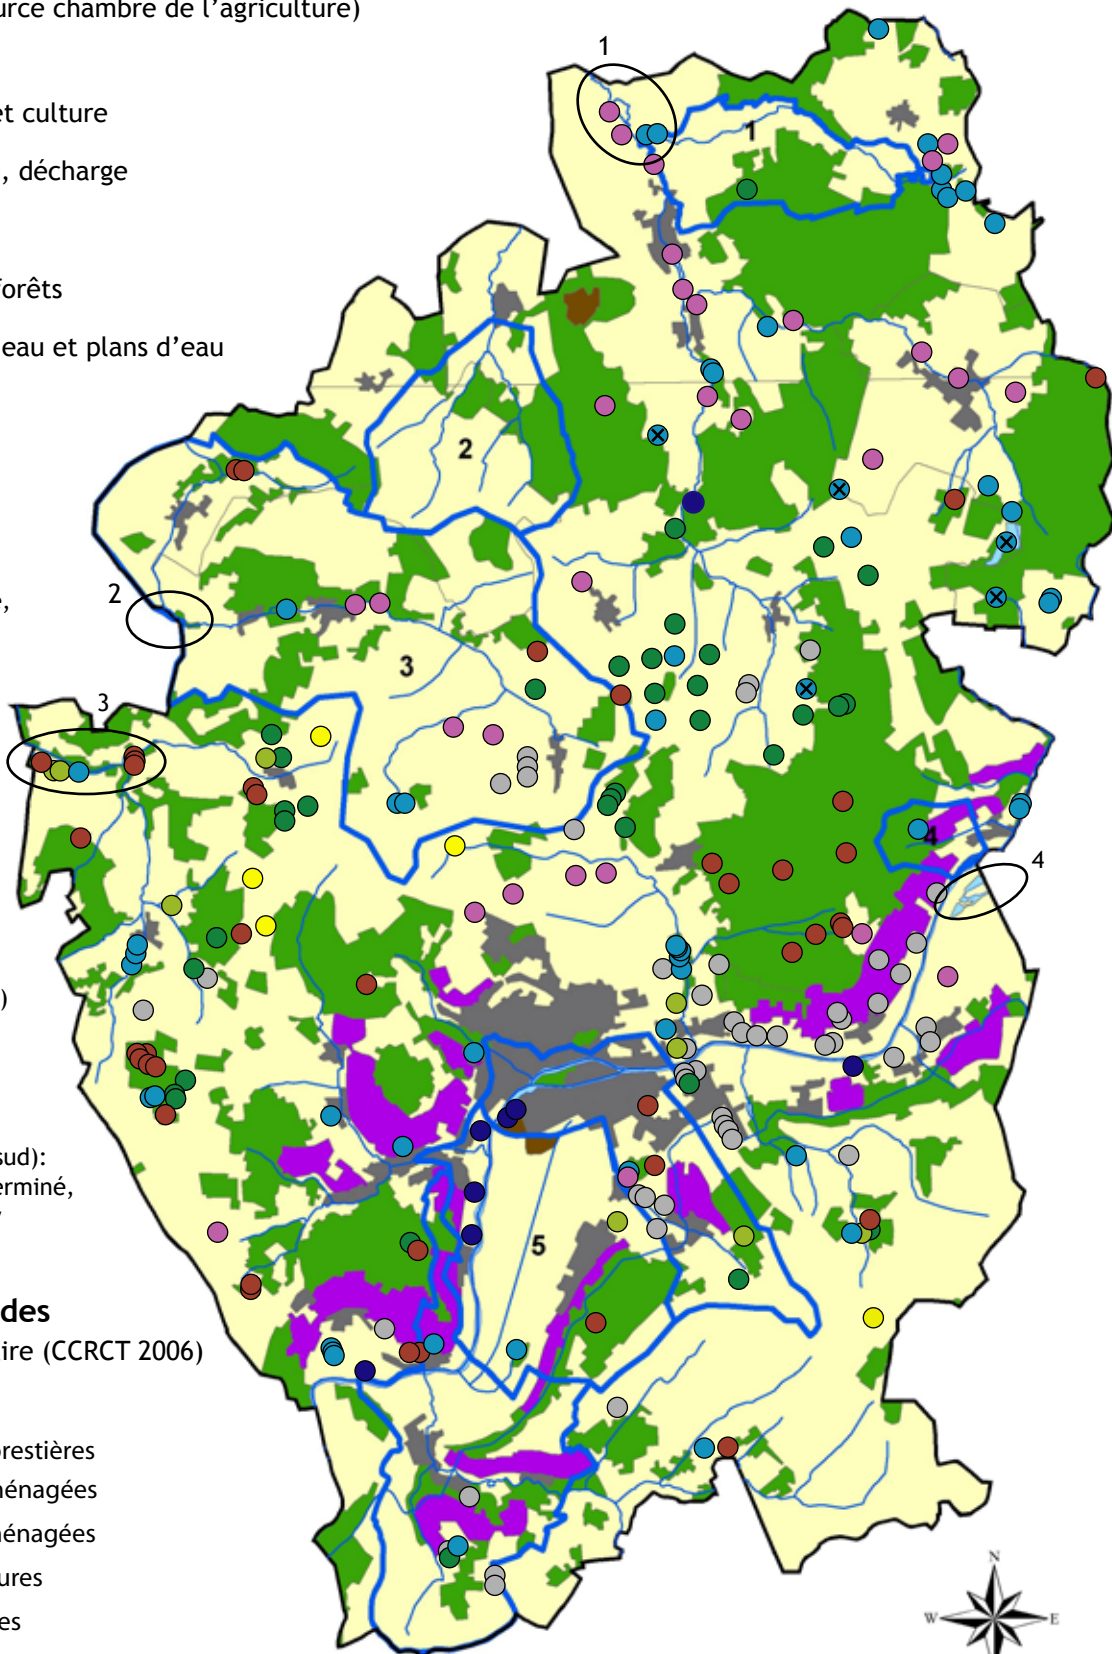 urce chambre de l’agriculture)
et culture
, décharge
forêts
eau et plans d’eau
e,
)
sud):
erminé,
des
ire (CCRCT 2006)
orestières
ménagées
ménagées
ures
es
1
1
2
2
3
3
4
4
5
N
W
E